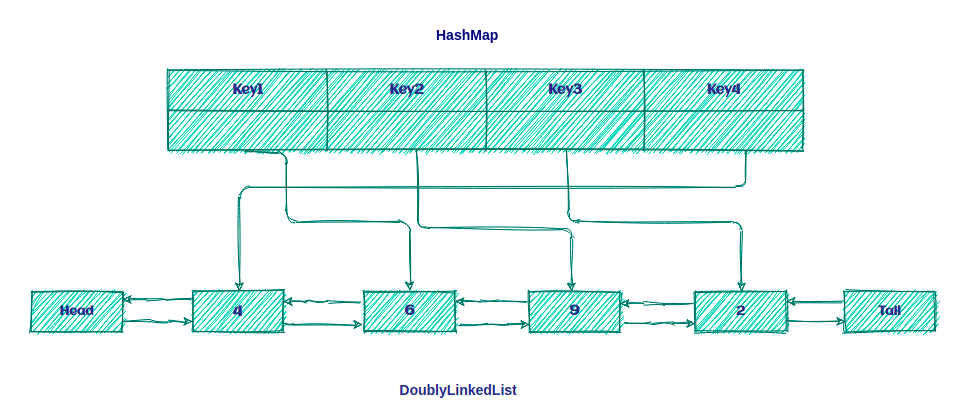 HashMap
Key1 Key2 Key3 Key4
Head 4 6 9 2 Tail
DoublyLinkedList